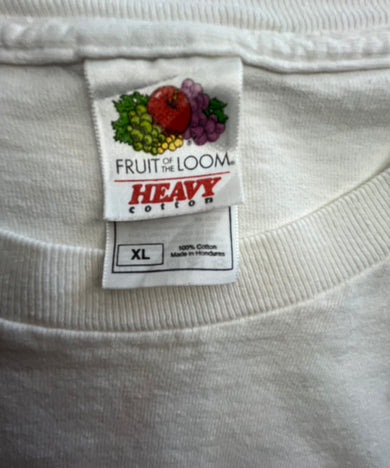 FRUIT OF THE LOOM®
HEAVY
cotton
XL
100% Cotton
Made in Honduras